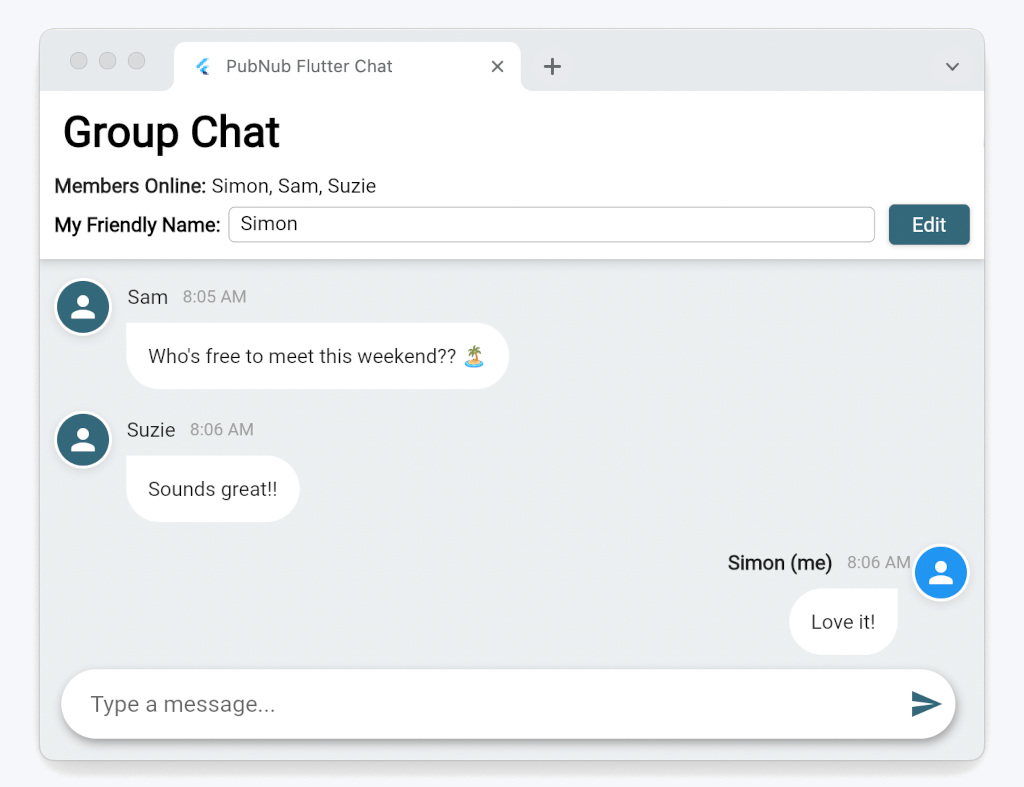 PubNub Flutter Chat
Group Chat
Members Online: Simon, Sam, Suzie
My Friendly Name: Simon Edit
Sam 8:05 AM
Who's free to meet this weekend?? 🏝️
Suzie 8:06 AM
Sounds great!!
Simon (me) 8:06 AM
Love it!
Type a message...